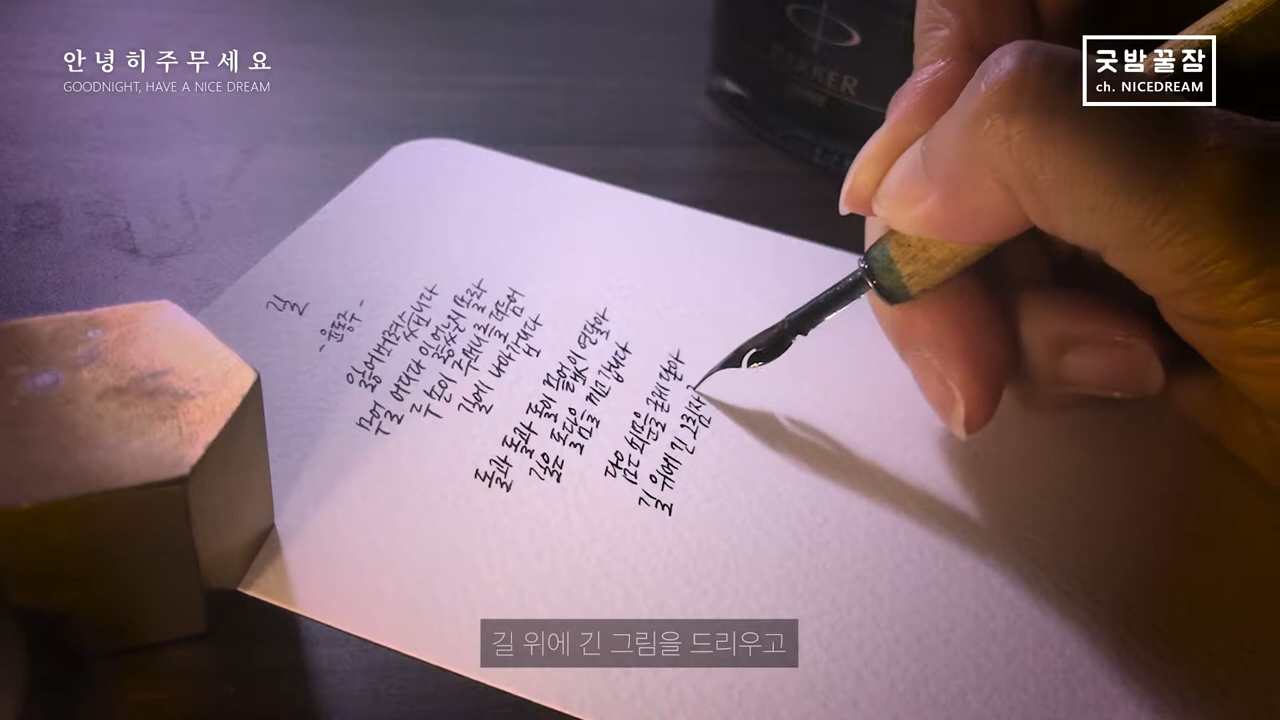 안녕히주무세요
GOODNIGHT, HAVE A NICE DREAM
굿밤꿀잠
ch. NICEDREAM
PARKER
길
-윤동주-
잃어버렸습니다
무얼 어디다 잃었는지 몰라
두 손이 주머니를 더듬어
길에 나아갑니다
돌과 돌과 돌이 끝없이 연달아
길은 돌담을 끼고 갑니다
담은 쇠문을 굳게 닫아
길 위에 긴 그림자
길 위에 긴 그림을 드리우고